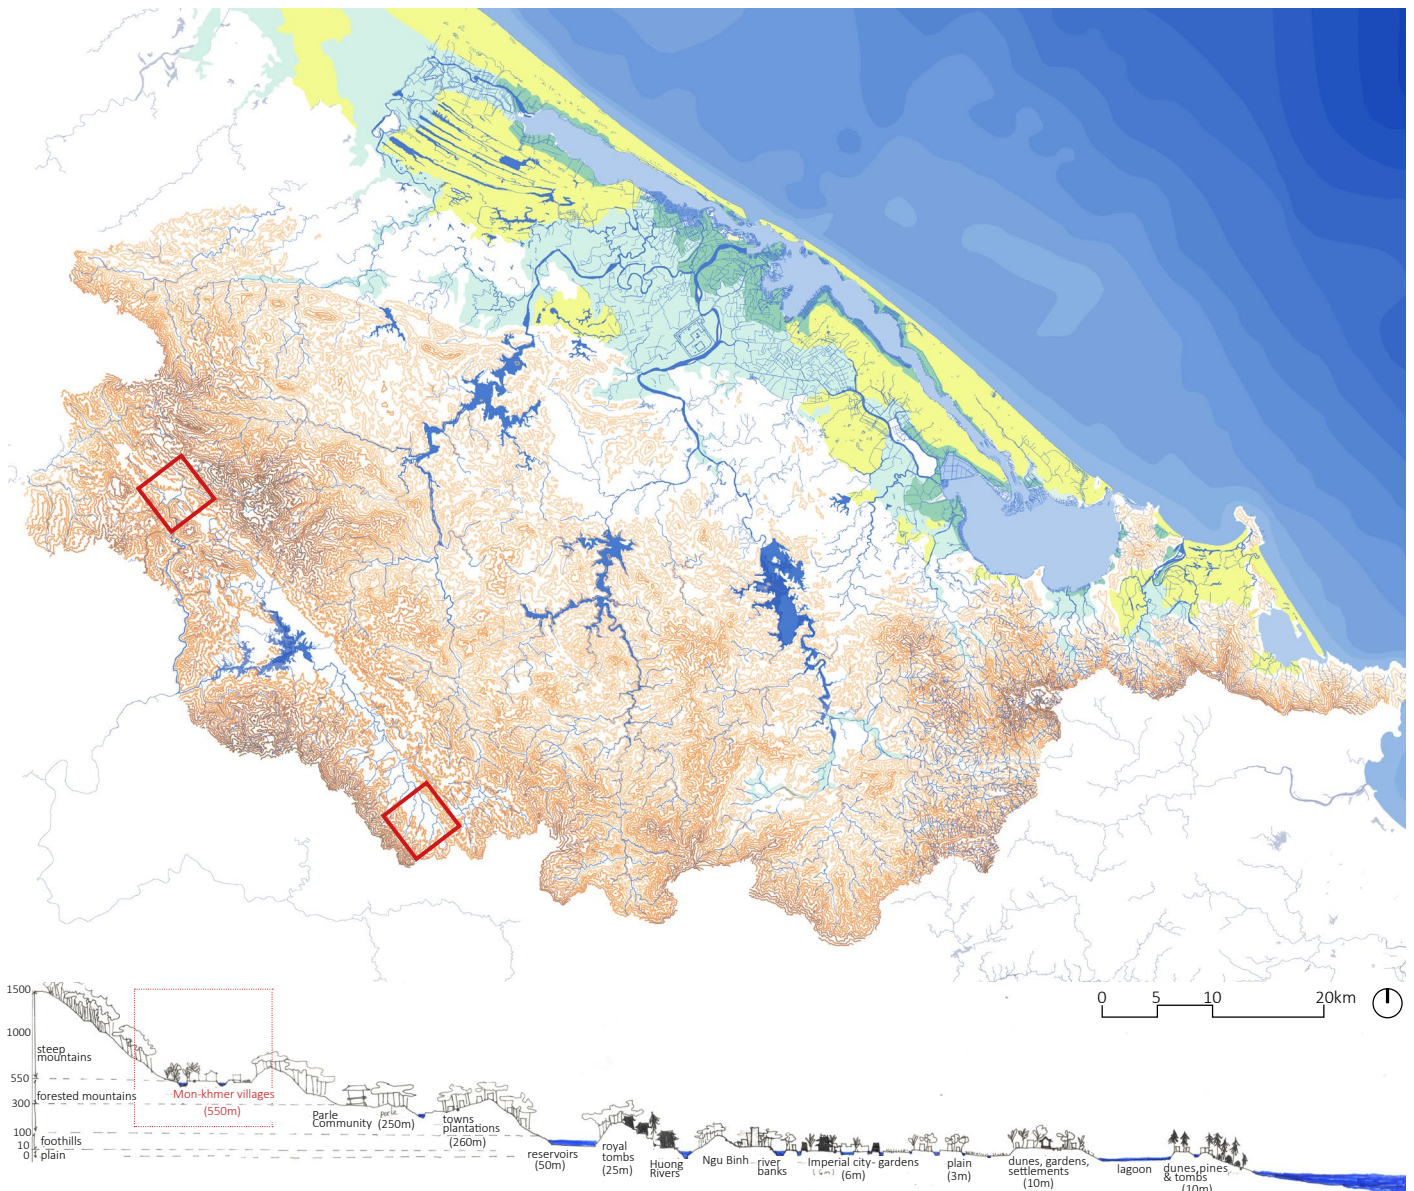 0 5 10 20km
1500
1000
steep
mountains
550
forested mountains
300
100
foothills
10
plain
0
Mon-khmer villages
(550m)
Parle
Community
parle
(250m)
towns
plantations
(260m)
reservoirs
(50m)
royal
tombs
(25m)
Huong
Rivers
Ngu Binh
river
banks
Imperial city- gardens
(6m)
(6m)
plain
(3m)
dunes, gardens,
settlements
(10m)
lagoon
dunes,pines,
& tombs
(10m)